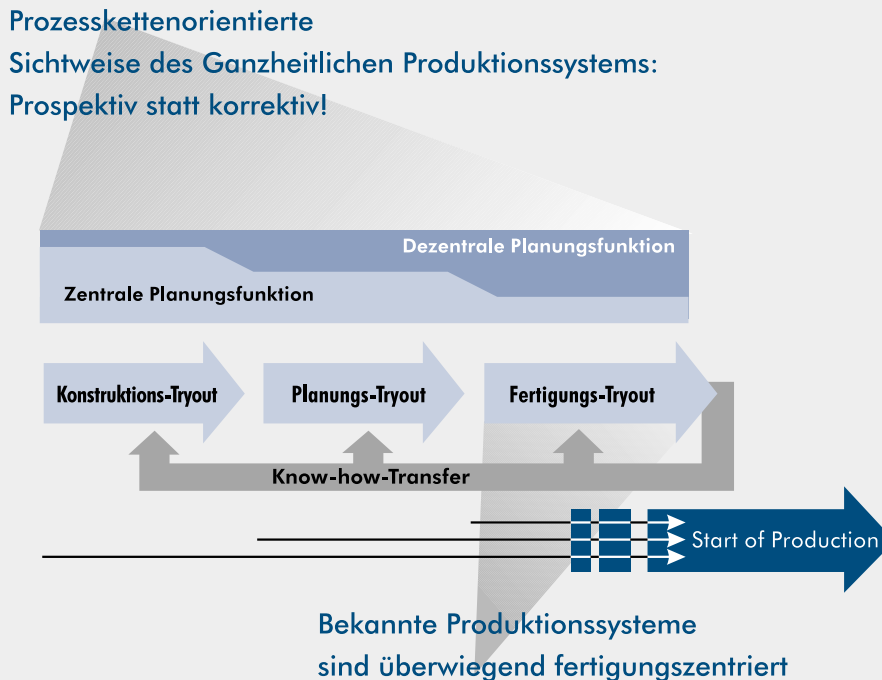 Prozesskettenorientierte
Sichtweise des Ganzheitlichen Produktionssystems:
Prospektiv statt korrektiv!
Dezentrale Planungsfunktion
Zentrale Planungsfunktion
Konstruktions-Tryout
Planungs-Tryout
Fertigungs-Tryout
Know-how-Transfer
Start of Production
Bekannte Produktionssysteme
sind überwiegend fertigungszentriert